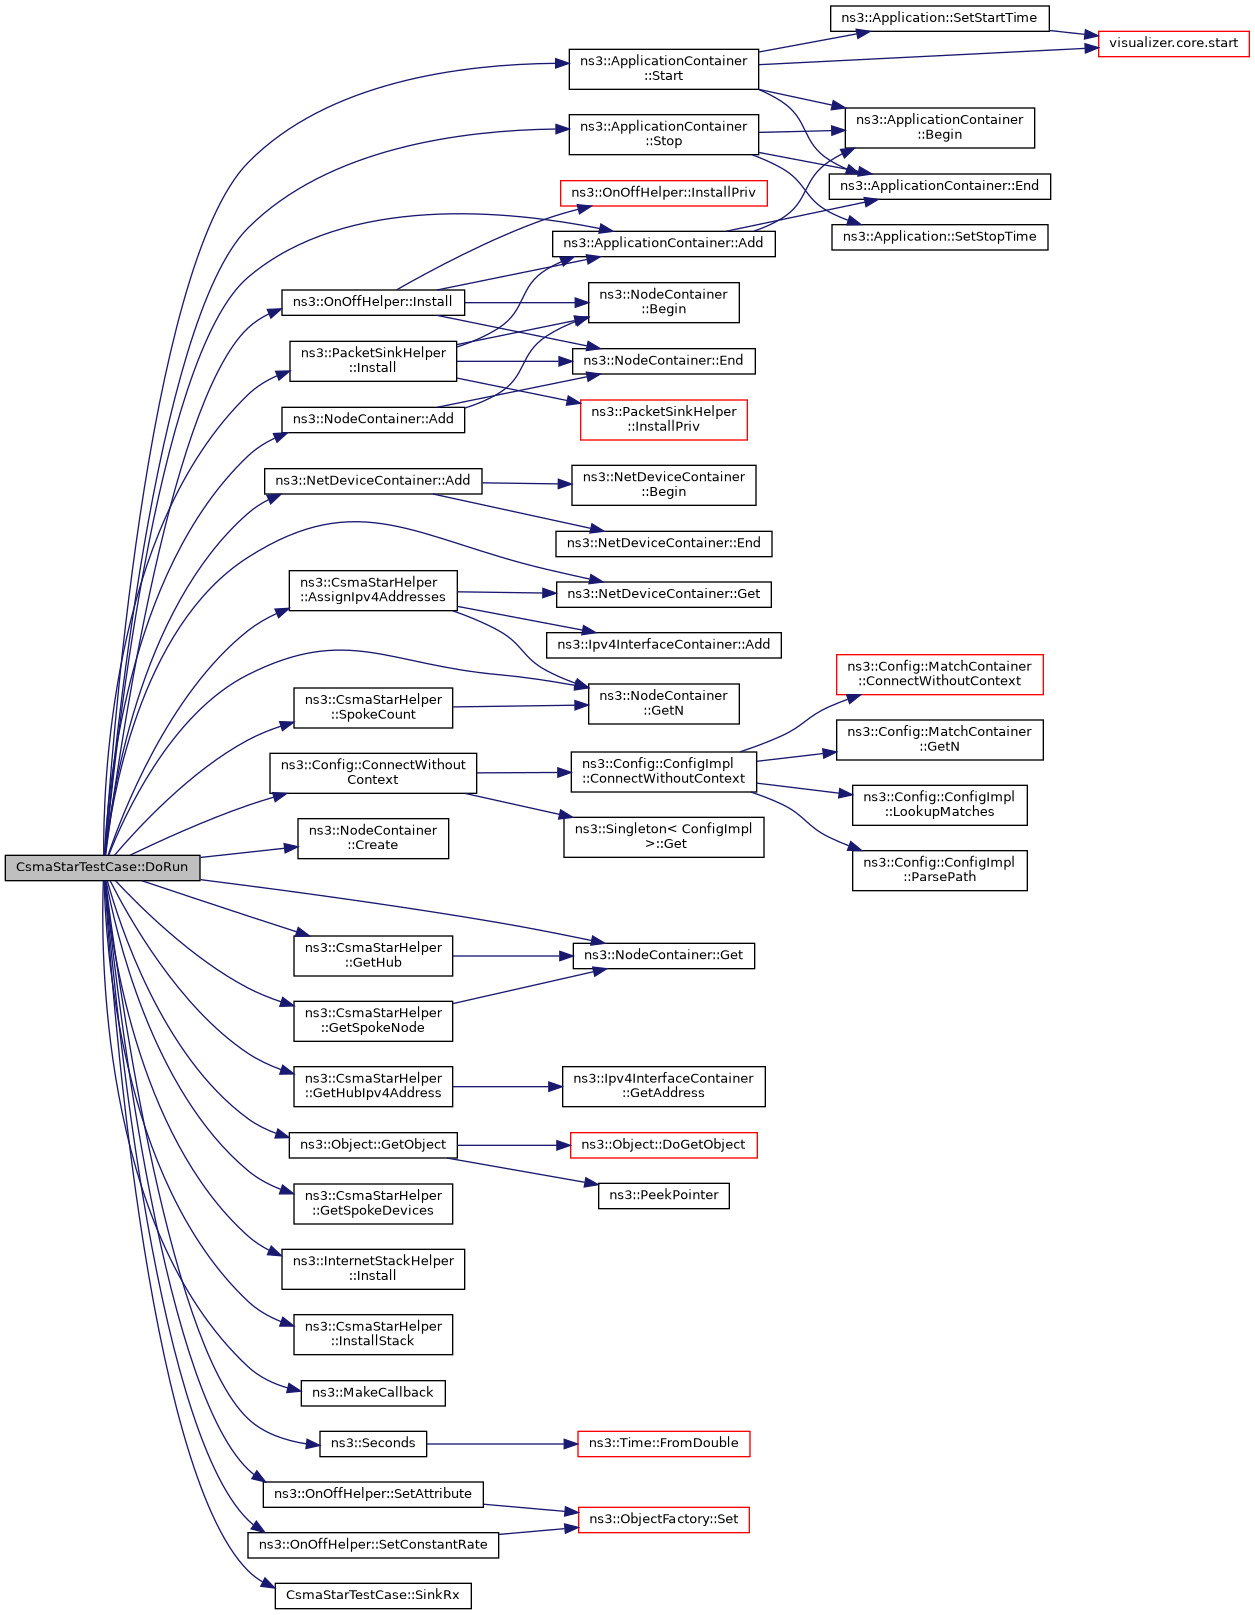 ns3::Application::SetStartTime
visualizer.core.start
ns3::ApplicationContainer
::Start
ns3::ApplicationContainer
::Begin
ns3::ApplicationContainer
::Stop
ns3::ApplicationContainer::End
ns3::OnOffHelper::InstallPriv
ns3::Application::SetStopTime
ns3::ApplicationContainer::Add
ns3::OnOffHelper::Install
ns3::NodeContainer
::Begin
ns3::PacketSinkHelper
::Install
ns3::NodeContainer::End
ns3::NodeContainer::Add
ns3::PacketSinkHelper
::InstallPriv
ns3::NetDeviceContainer::Add
ns3::NetDeviceContainer
::Begin
ns3::NetDeviceContainer::End
ns3::CsmaStarHelper
::AssignIpv4Addresses
ns3::NetDeviceContainer::Get
ns3::Ipv4InterfaceContainer::Add
ns3::Config::MatchContainer
::ConnectWithoutContext
ns3::CsmaStarHelper
::SpokeCount
ns3::NodeContainer
::GetN
ns3::Config::MatchContainer
::GetN
ns3::Config::ConnectWithout
Context
ns3::Config::ConfigImpl
::ConnectWithoutContext
ns3::Config::ConfigImpl
::LookupMatches
ns3::NodeContainer
::Create
ns3::Singleton< ConfigImpl
>::Get
ns3::Config::ConfigImpl
::ParsePath
CsmaStarTestCase::DoRun
ns3::CsmaStarHelper
::GetHub
ns3::NodeContainer::Get
ns3::CsmaStarHelper
::GetSpokeNode
ns3::CsmaStarHelper
::GetHubIpv4Address
ns3::Ipv4InterfaceContainer
::GetAddress
ns3::Object::GetObject
ns3::Object::DoGetObject
ns3::PeekPointer
ns3::CsmaStarHelper
::GetSpokeDevices
ns3::InternetStackHelper
::Install
ns3::CsmaStarHelper
::InstallStack
ns3::MakeCallback
ns3::Seconds
ns3::Time::FromDouble
ns3::OnOffHelper::SetAttribute
ns3::ObjectFactory::Set
ns3::OnOffHelper::SetConstantRate
CsmaStarTestCase::SinkRx